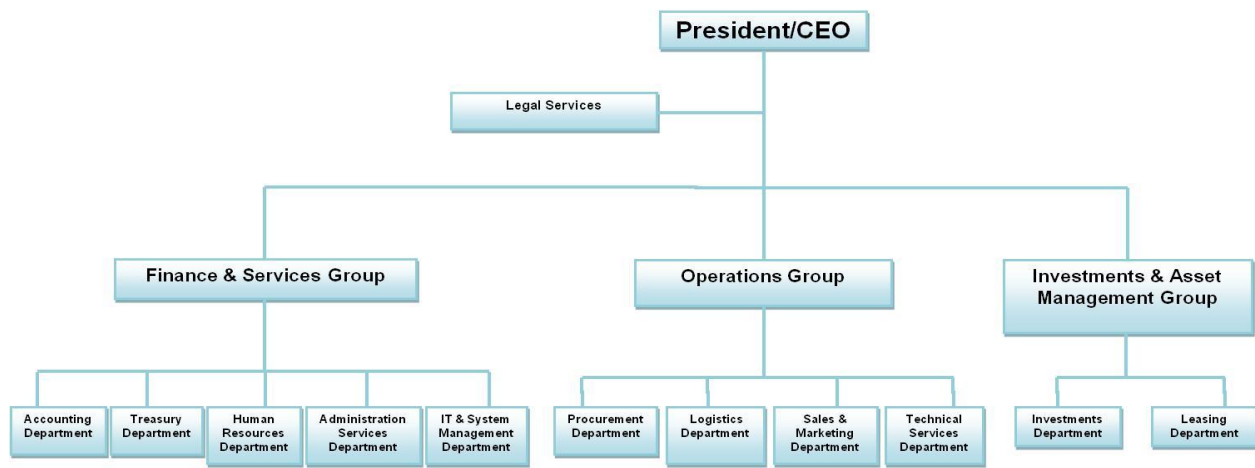 President/CEO
Legal Services
Finance & Services Group
Operations Group
Investments & Asset
Management Group
Accounting
Department
Treasury
Department
Human
Resources
Department
Administration
Services
Department
IT & System
Management
Department
Procurement
Department
Logistics
Department
Sales &
Marketing
Department
Technical
Services
Department
Investments
Department
Leasing
Department